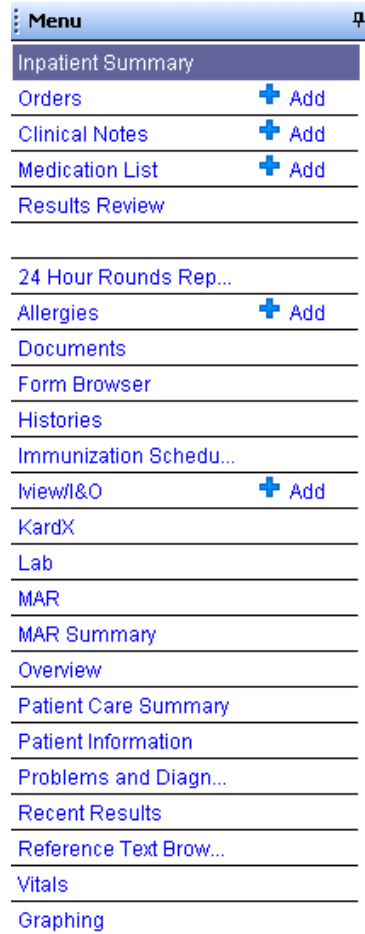 Menu
Inpatient Summary
Orders Add
Clinical Notes Add
Medication List Add
Results Review
24 Hour Rounds Rep...
Allergies Add
Documents
Form Browser
Histories
Immunization Schedu...
Iview/I&O Add
KardX
Lab
MAR
MAR Summary
Overview
Patient Care Summary
Patient Information
Problems and Diagn...
Recent Results
Reference Text Brow...
Vitals
Graphing